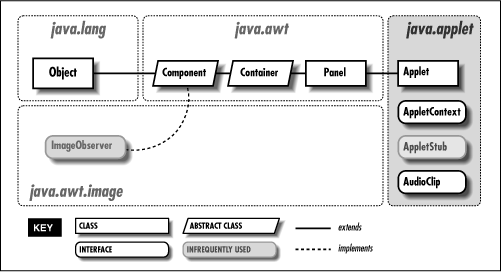 java.lang
java.awt
java.applet
Object
Component
Container
Panel
Applet
AppletContext
ImageObserver
AppletStub
AudioClip
java.awt.image
KEY
CLASS
ABSTRACT CLASS
extends
INTERFACE
INFREQUENTLY USED
implements